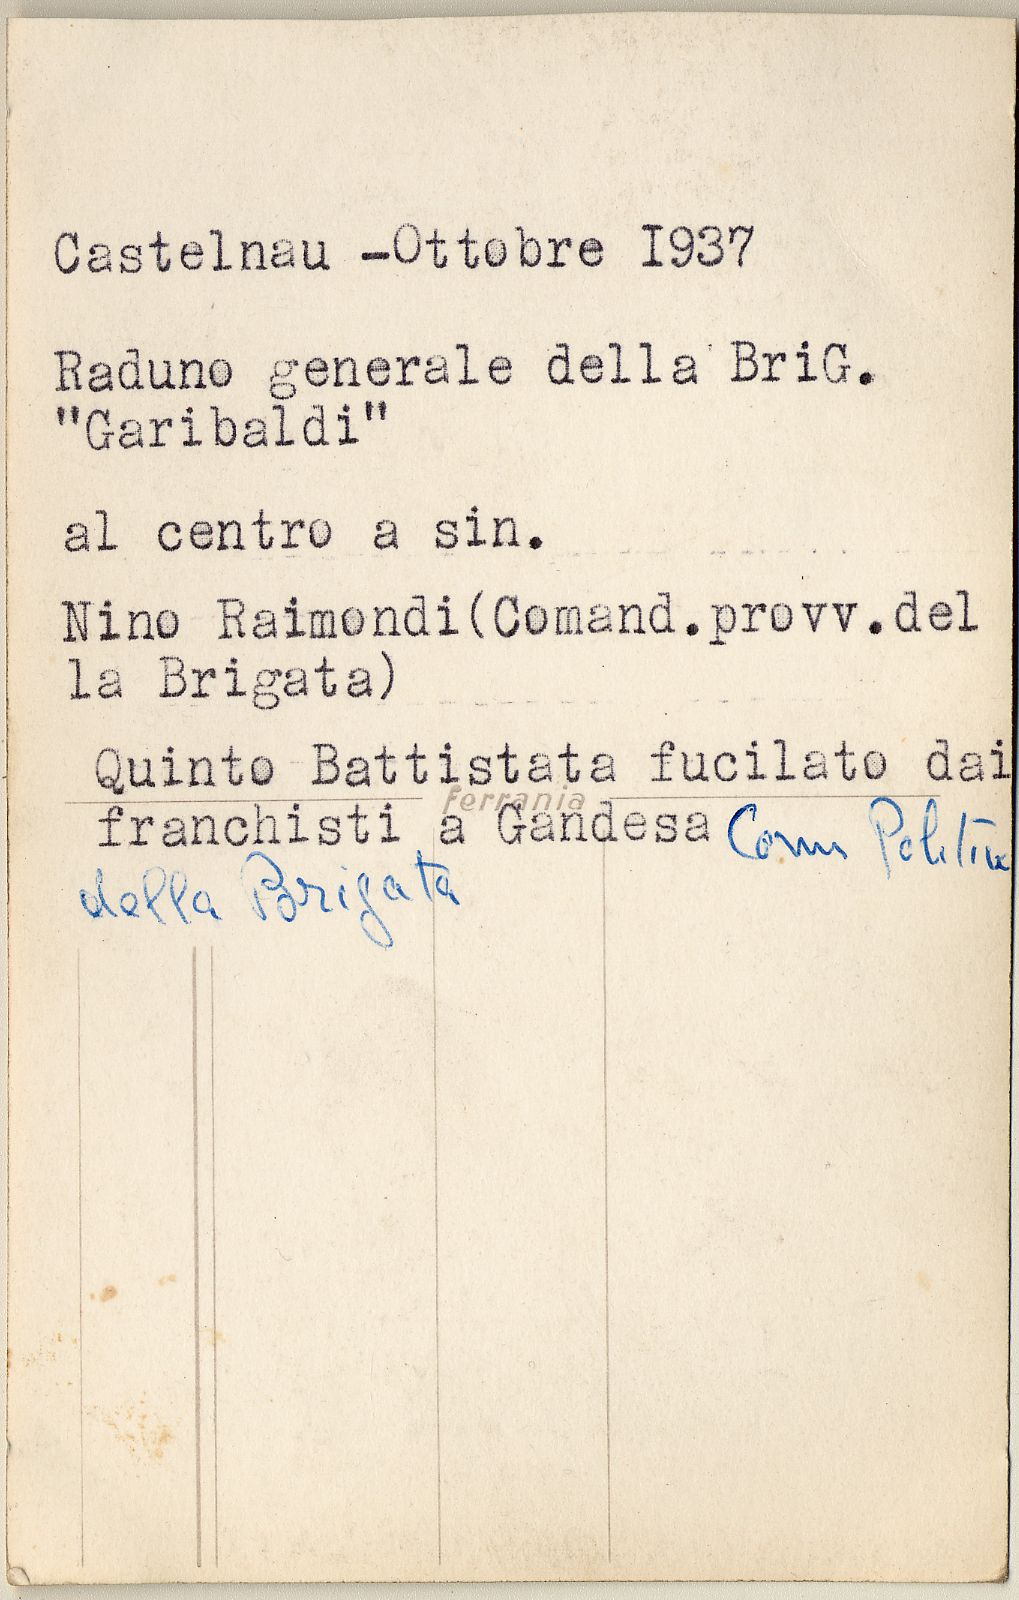 Castelnau -Ottobre I937
Raduno generale della BriG.
"Garibaldi"
al centro a sin.
Nino Raimondi(Comand.provv.del
la Brigata)
Quinto Battistata fucilato dai
ferrania
franchisti a Gandesa Com Politico
della Brigata